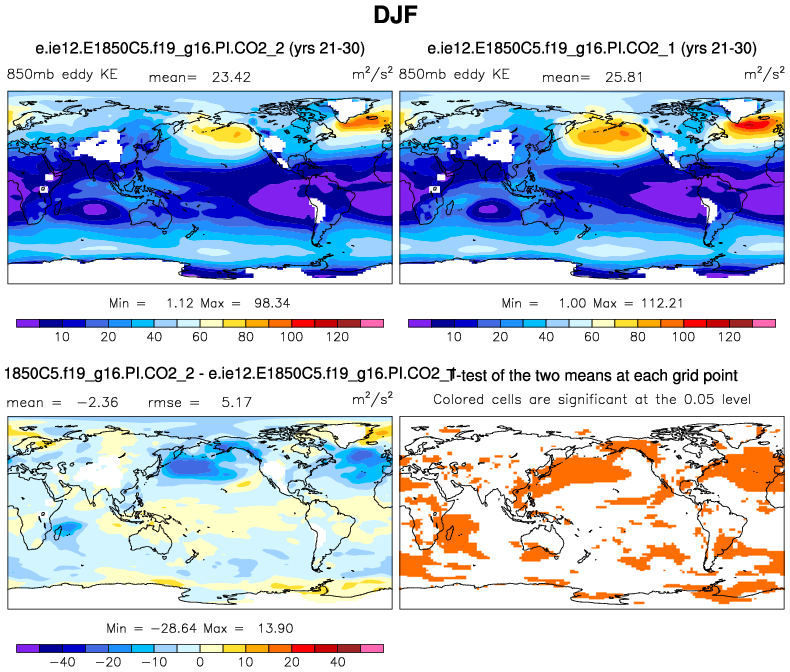 DJF
e.ie12.E1850C5.f19_g16.PI.CO2_2 (yrs 21-30)
e.ie12.E1850C5.f19_g16.PI.CO2_1 (yrs 21-30)
850mb eddy KE mean= 23.42 m²/s²
850mb eddy KE mean= 25.81 m²/s²
Min = 1.12 Max = 98.34
Min = 1.00 Max = 112.21
10 20 40 60 80 100 120
10 20 40 60 80 100 120
1850C5.f19_g16.PI.CO2_2 - e.ie12.E1850C5.f19_g16.PI.CO2_1
T-test of the two means at each grid point
mean = −2.36 rmse = 5.17 m²/s²
Colored cells are significant at the 0.05 level
Min = −28.64 Max = 13.90
−40 −20 −10 0 10 20 40